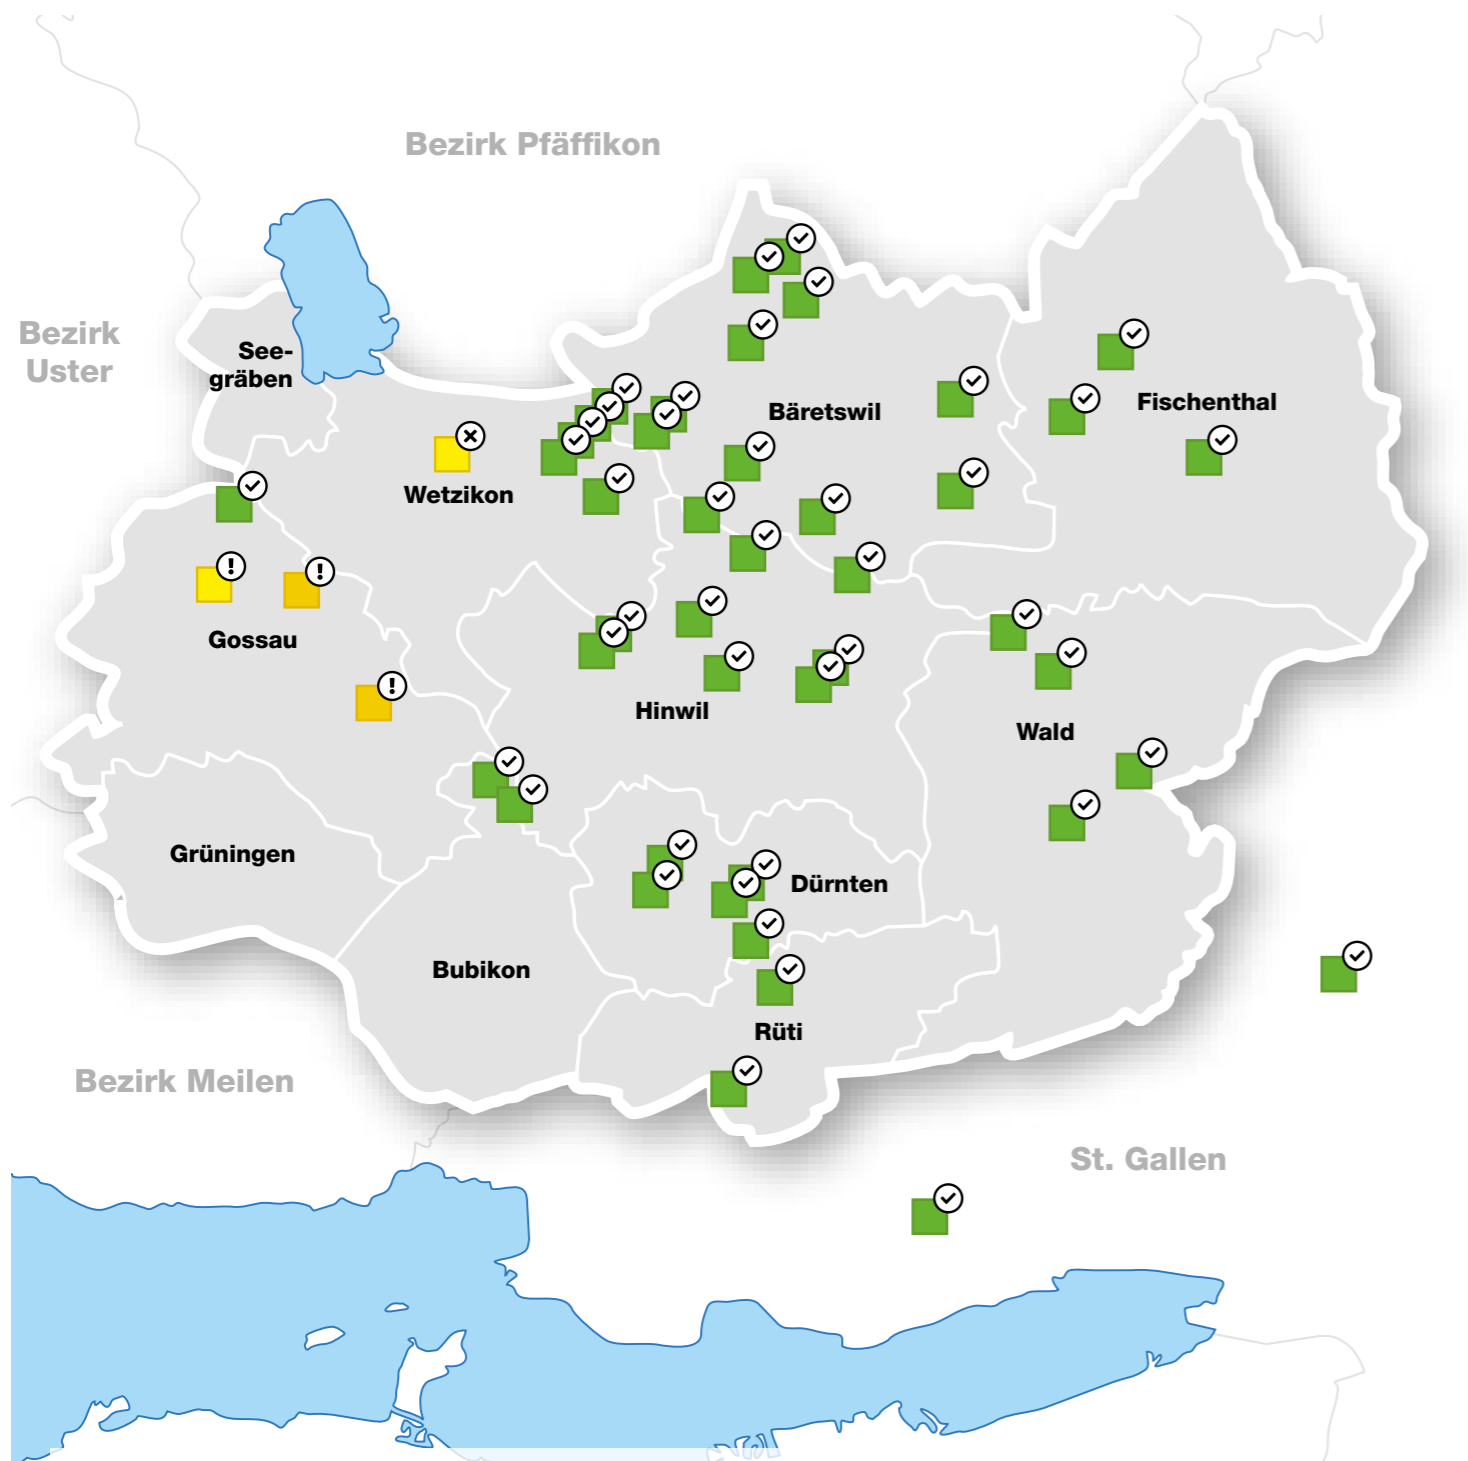 Bezirk Pfäffikon
Bezirk
Uster
See-
gräben
Bäretswil
Fischenthal
Wetzikon
Gossau
Hinwil
Wald
Grüningen
Dürnten
Bubikon
Rüti
Bezirk Meilen
St. Gallen